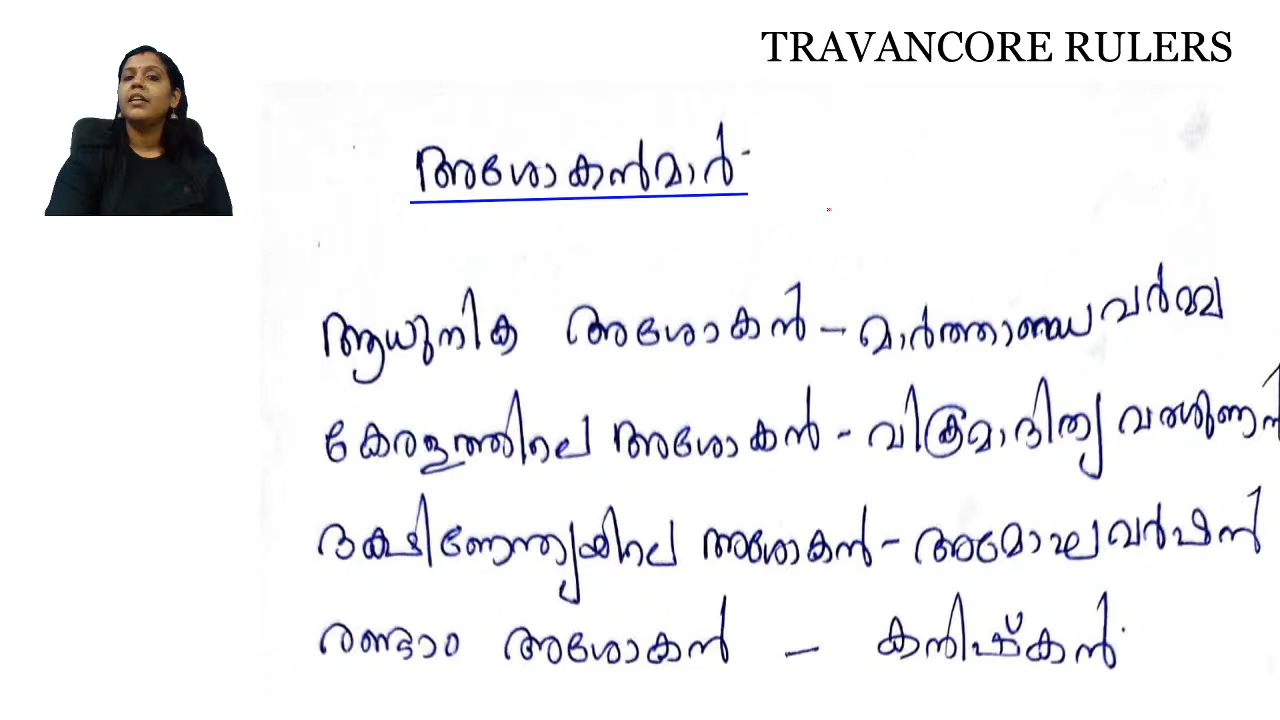 TRAVANCORE RULERS
അശോകൻമാർ
ആധുനിക അശോകൻ – മാർത്താണ്ഡവർമ്മ
കേരളത്തിലെ അശോകൻ - വിക്രമാദിത്യ വരഗുണൻ
ദക്ഷിണേന്ത്യയിലെ അശോകൻ - അമോഘവർഷൻ
രണ്ടാം അശോകൻ – കനിഷ്കൻ